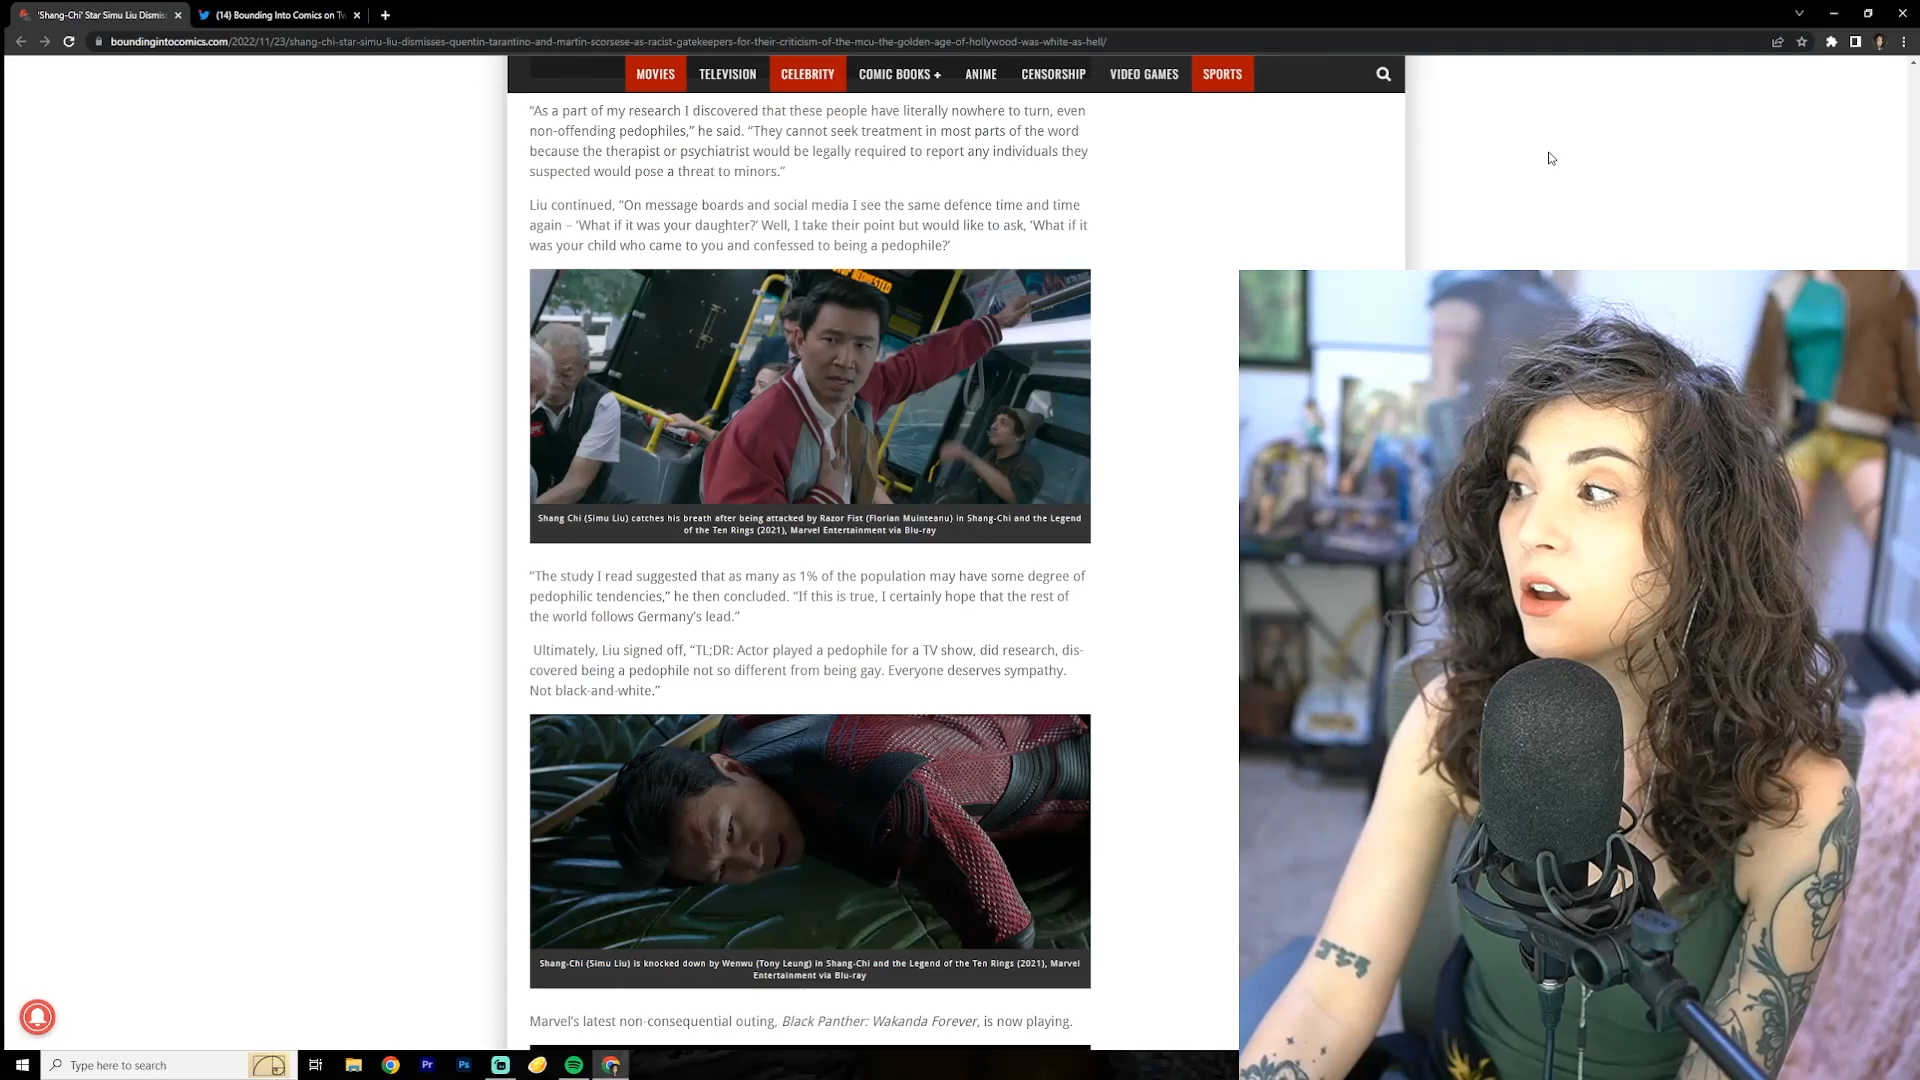 'Shang-Chi' Star Simu Liu Dismis
(14) Bounding Into Comics on Tw
boundingintocomics.com/2022/11/23/shang-chi-star-simu-liu-dismisses-quentin-tarantino-and-martin-scorsese-as-racist-gatekeepers-for-their-criticism-of-the-mcu-the-golden-age-of-hollywood-was-white-as-hell/
MOVIES TELEVISION CELEBRITY COMIC BOOKS + ANIME CENSORSHIP VIDEO GAMES SPORTS
“As a part of my research I discovered that these people have literally nowhere to turn, even
non-offending pedophiles,” he said. “They cannot seek treatment in most parts of the word
because the therapist or psychiatrist would be legally required to report any individuals they
suspected would pose a threat to minors.”
Liu continued, “On message boards and social media I see the same defence time and time
again – ‘What if it was your daughter?’ Well, I take their point but would like to ask, ‘What if it
was your child who came to you and confessed to being a pedophile?’
STOP REQUESTED
Shang Chi (Simu Liu) catches his breath after being attacked by Razor Fist (Florian Muinteanu) in Shang-Chi and the Legend
of the Ten Rings (2021), Marvel Entertainment via Blu-ray
“The study I read suggested that as many as 1% of the population may have some degree of
pedophilic tendencies,” he then concluded. “If this is true, I certainly hope that the rest of
the world follows Germany’s lead.”
Ultimately, Liu signed off, “TL;DR: Actor played a pedophile for a TV show, did research, dis-
covered being a pedophile not so different from being gay. Everyone deserves sympathy.
Not black-and-white.”
Shang-Chi (Simu Liu) is knocked down by Wenwu (Tony Leung) in Shang-Chi and the Legend of the Ten Rings (2021), Marvel
Entertainment via Blu-ray
Marvel’s latest non-consequential outing, Black Panther: Wakanda Forever, is now playing.
Type here to search
Pr
Ps